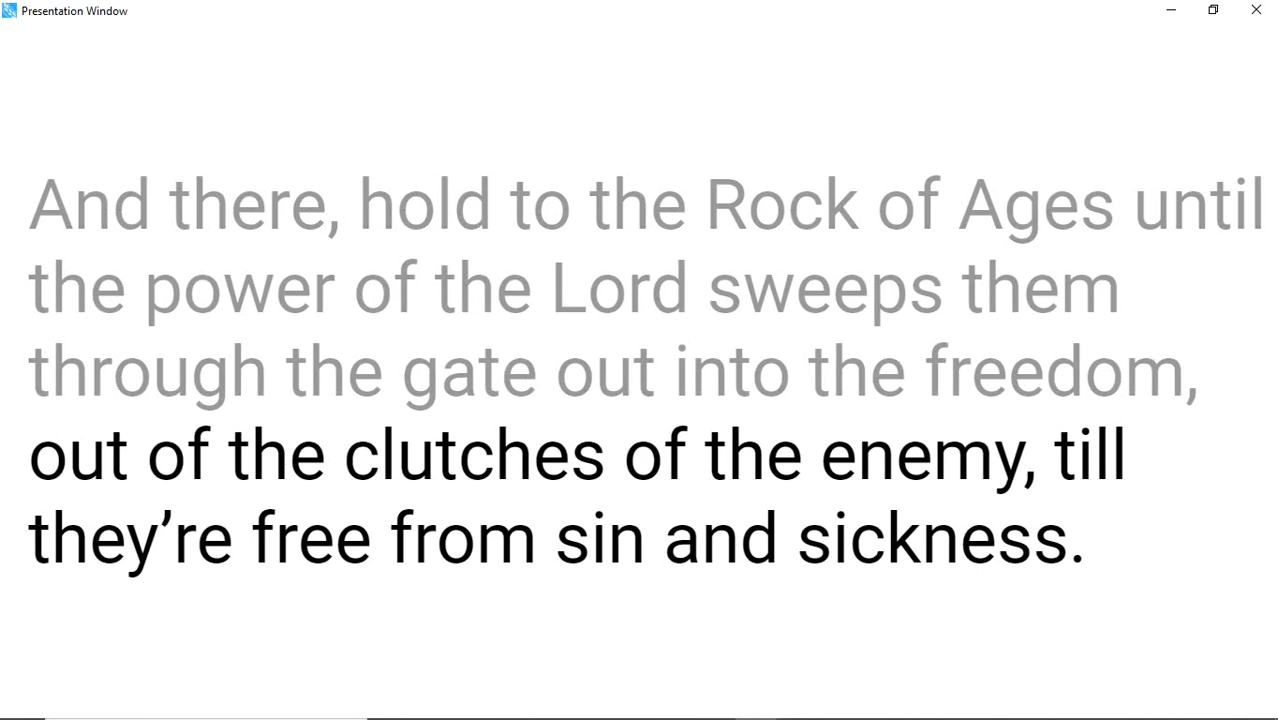 Presentation Window
And there, hold to the Rock of Ages until
the power of the Lord sweeps them
through the gate out into the freedom,
out of the clutches of the enemy, till
they’re free from sin and sickness.